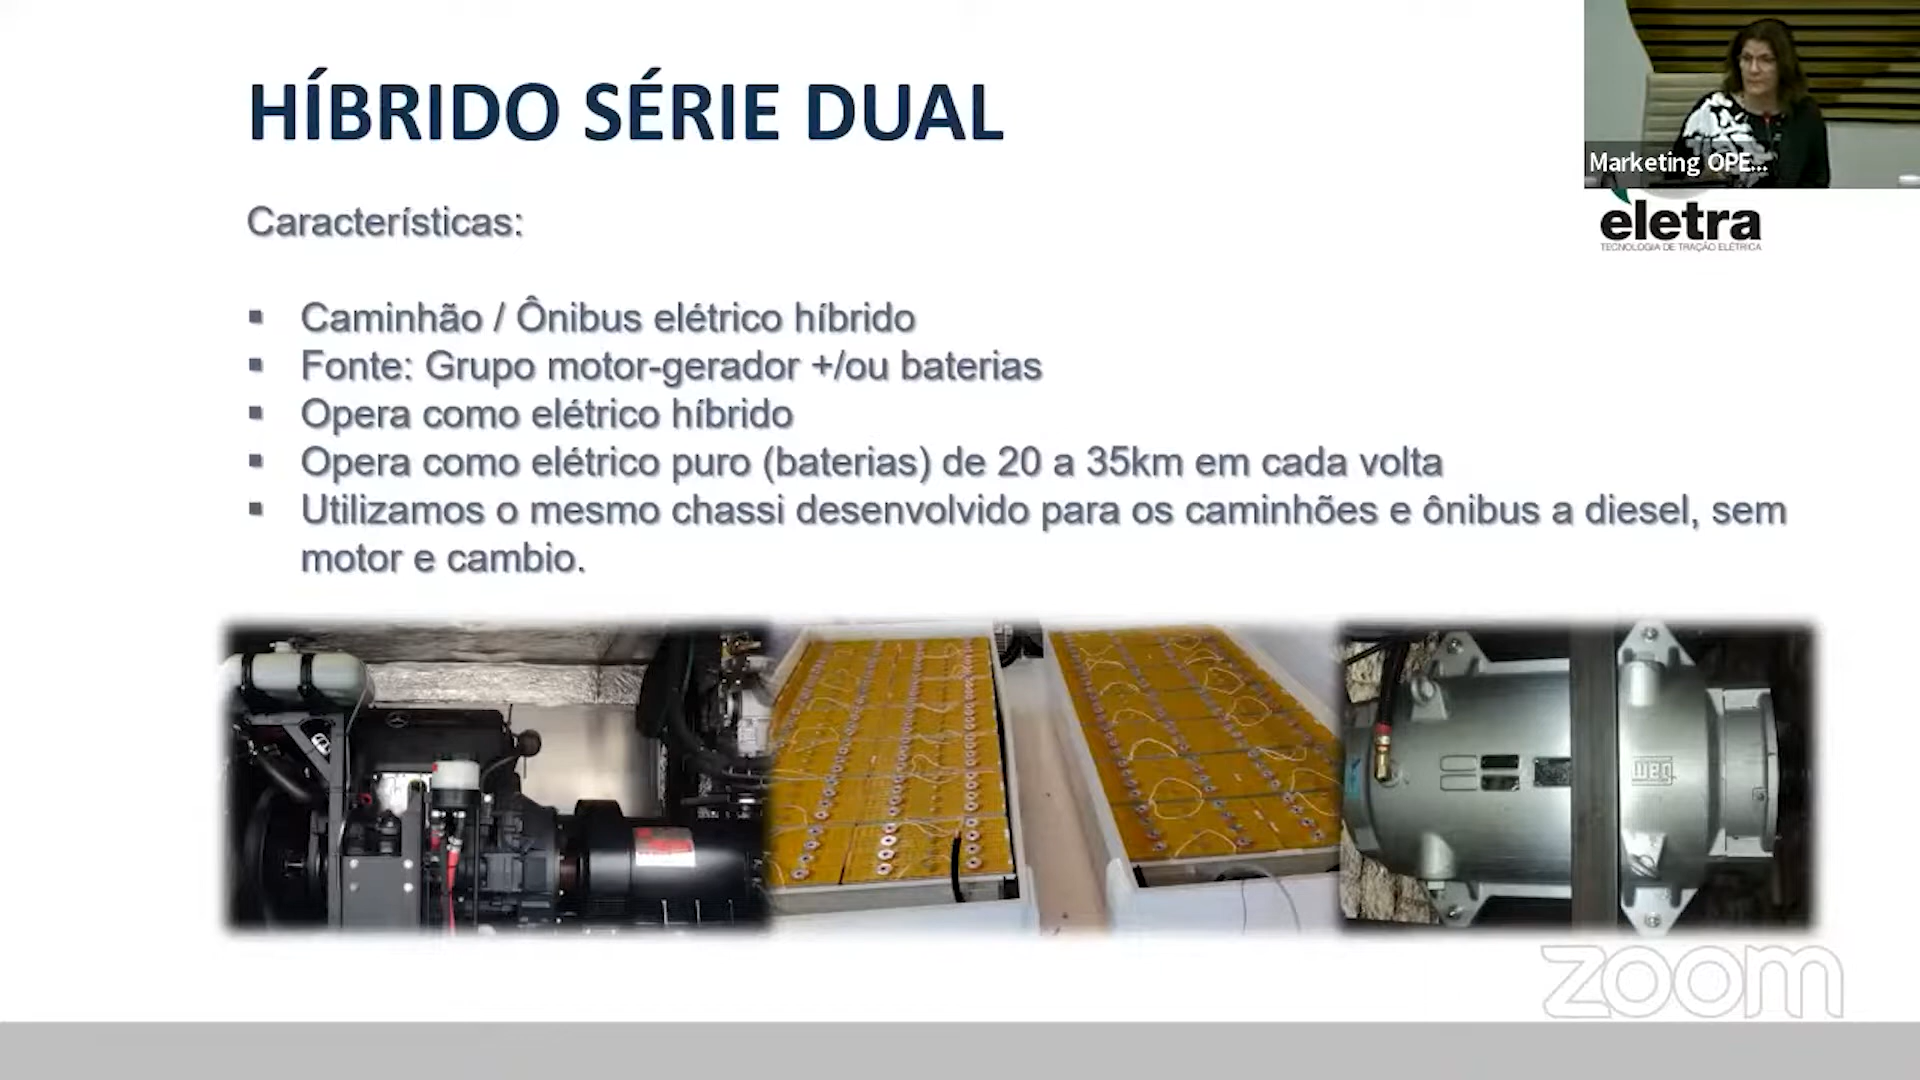 HÍBRIDO SÉRIE DUAL
Marketing OPE...
eletra
TECNOLOGIA DE TRAÇÃO ELÉTRICA
Características:
Caminhão / Ônibus elétrico híbrido
Fonte: Grupo motor-gerador +/ou baterias
Opera como elétrico híbrido
Opera como elétrico puro (baterias) de 20 a 35km em cada volta
Utilizamos o mesmo chassi desenvolvido para os caminhões e ônibus a diesel, sem
motor e cambio.
WEG
zoom